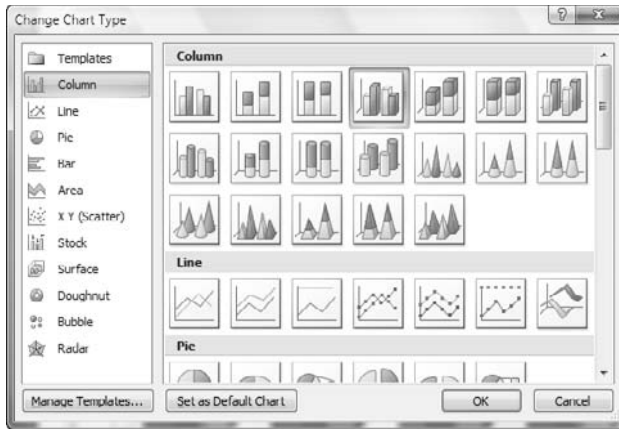 Change Chart Type
Templates
Column
Line
Pie
Bar
Area
X Y (Scatter)
Stock
Surface
Doughnut
Bubble
Radar
Column
Line
Pie
Manage Templates...
Set as Default Chart
OK
Cancel